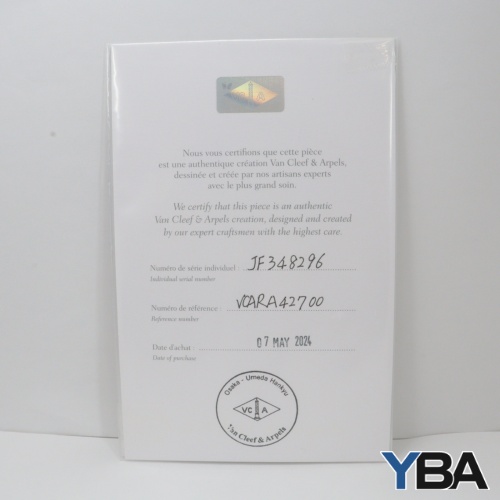 Nous vous certifions que cette pièce
est une authentique création Van Cleef & Arpels,
dessinée et créée par nos artisans experts
avec le plus grand soin.
We certify that this piece is an authentic
Van Cleef & Arpels creation, designed and created
by our expert craftsmen with the highest care.
Numéro de série individuel : JF348296
Individual serial number
Numéro de référence : VCARA42700
Reference number
Date d'achat : 07 MAY 2024
Date of purchase
Osaka - Umeda Hankyu
VC A
Van Cleef & Arpels
YBA